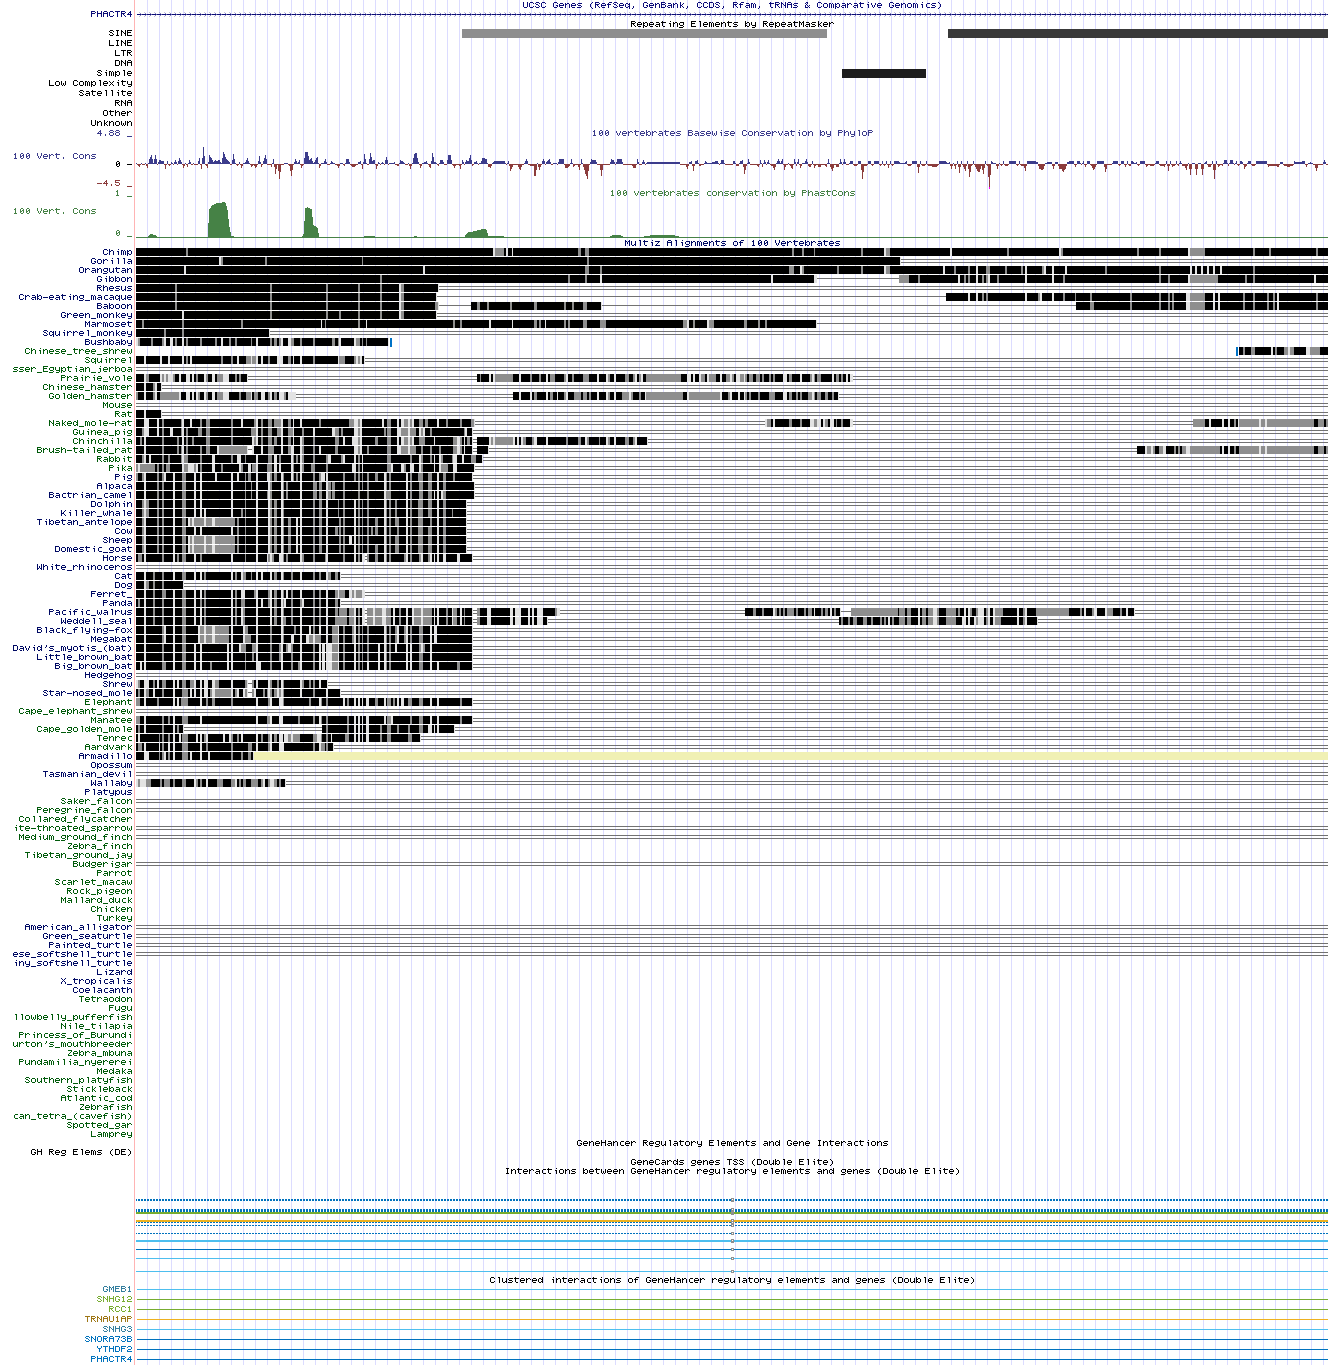 UCSC Genes (RefSeq, GenBank, CCDS, Rfam, tRNAs & Comparative Genomics)
PHACTR4
Repeating Elements by RepeatMasker
SINE
LINE
LTR
DNA
Simple
Low Complexity
Satellite
RNA
Other
Unknown
4.88 _
100 vertebrates Basewise Conservation by PhyloP
100 Vert. Cons
0 _
-4.5 _
1 _
100 vertebrates conservation by PhastCons
100 Vert. Cons
0 _
Multiz Alignments of 100 Vertebrates
Chimp
Gorilla
Orangutan
Gibbon
Rhesus
Crab-eating_macaque
Baboon
Green_monkey
Marmoset
Squirrel_monkey
Bushbaby
Chinese_tree_shrew
Squirrel
sser_Egyptian_jerboa
Prairie_vole
Chinese_hamster
Golden_hamster
Mouse
Rat
Naked_mole-rat
Guinea_pig
Chinchilla
Brush-tailed_rat
Rabbit
Pika
Pig
Alpaca
Bactrian_camel
Dolphin
Killer_whale
Tibetan_antelope
Cow
Sheep
Domestic_goat
Horse
White_rhinoceros
Cat
Dog
Ferret_
Panda
Pacific_walrus
Weddell_seal
Black_flying-fox
Megabat
David's_myotis_(bat)
Little_brown_bat
Big_brown_bat
Hedgehog
Shrew
Star-nosed_mole
Elephant
Cape_elephant_shrew
Manatee
Cape_golden_mole
Tenrec
Aardvark
Armadillo
Opossum
Tasmanian_devil
Wallaby
Platypus
Saker_falcon
Peregrine_falcon
Collared_flycatcher
ite-throated_sparrow
Medium_ground_finch
Zebra_finch
Tibetan_ground_jay
Budgerigar
Parrot
Scarlet_macaw
Rock_pigeon
Mallard_duck
Chicken
Turkey
American_alligator
Green_seaturtle
Painted_turtle
ese_softshell_turtle
iny_softshell_turtle
Lizard
X_tropicalis
Coelacanth
Tetraodon
Fugu
llowbelly_pufferfish
Nile_tilapia
Princess_of_Burundi
urton's_mouthbreeder
Zebra_mbuna
Pundamilia_nyererei
Medaka
Southern_platyfish
Stickleback
Atlantic_cod
Zebrafish
can_tetra_(cavefish)
Spotted_gar
Lamprey
GeneHancer Regulatory Elements and Gene Interactions
GH Reg Elems (DE)
GeneCards genes TSS (Double Elite)
Interactions between GeneHancer regulatory elements and genes (Double Elite)
Clustered interactions of GeneHancer regulatory elements and genes (Double Elite)
GMEB1
SNHG12
RCC1
TRNAU1AP
SNHG3
SNORA73B
YTHDF2
PHACTR4